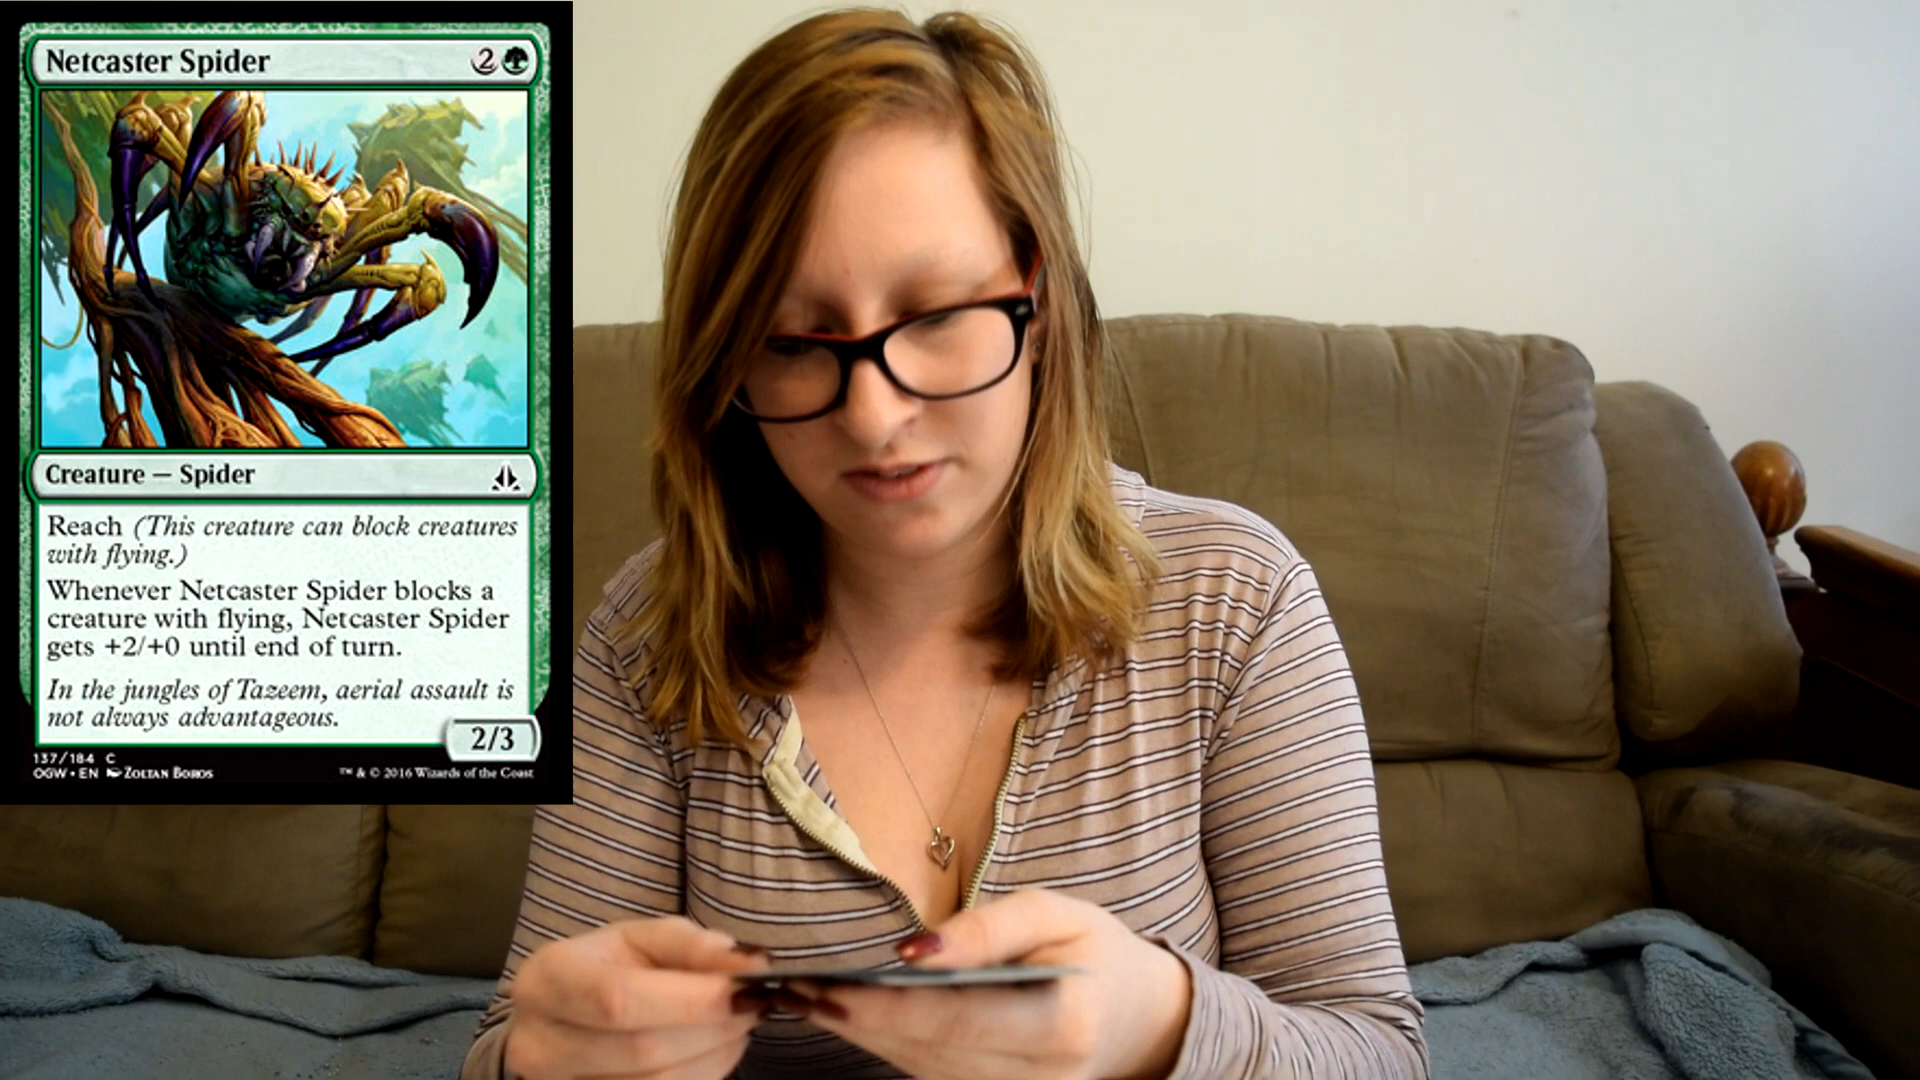 Netcaster Spider 2
Creature — Spider
Reach (This creature can block creatures
with flying.)
Whenever Netcaster Spider blocks a
creature with flying, Netcaster Spider
gets +2/+0 until end of turn.
In the jungles of Tazeem, aerial assault is
not always advantageous.
2/3
137/184 C
OGW • EN Zoltan Boros ™ & © 2016 Wizards of the Coast